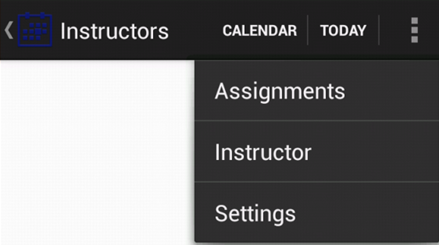 Instructors CALENDAR TODAY
Assignments
Instructor
Settings